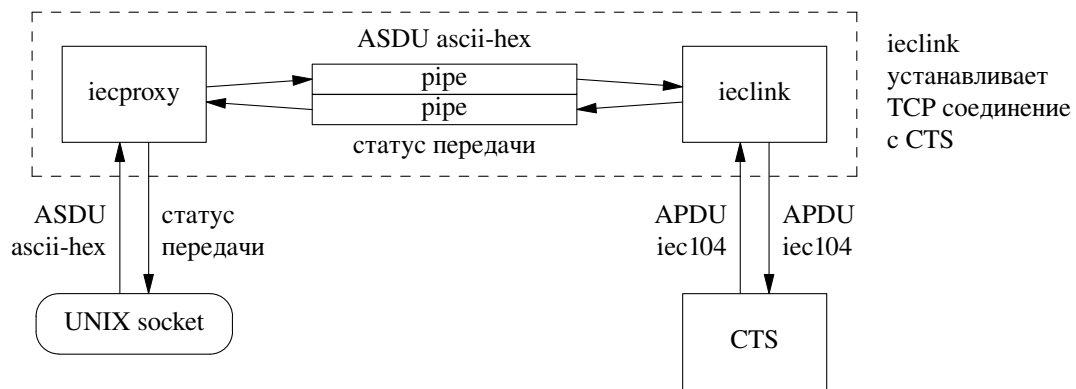 ASDU ascii-hex
iecproxy
pipe
pipe
ieclink
статус передачи
ieclink
устанавливает
TCP соединение
с CTS
ASDU
ascii-hex
статус
передачи
APDU
iec104
APDU
iec104
UNIX socket
CTS